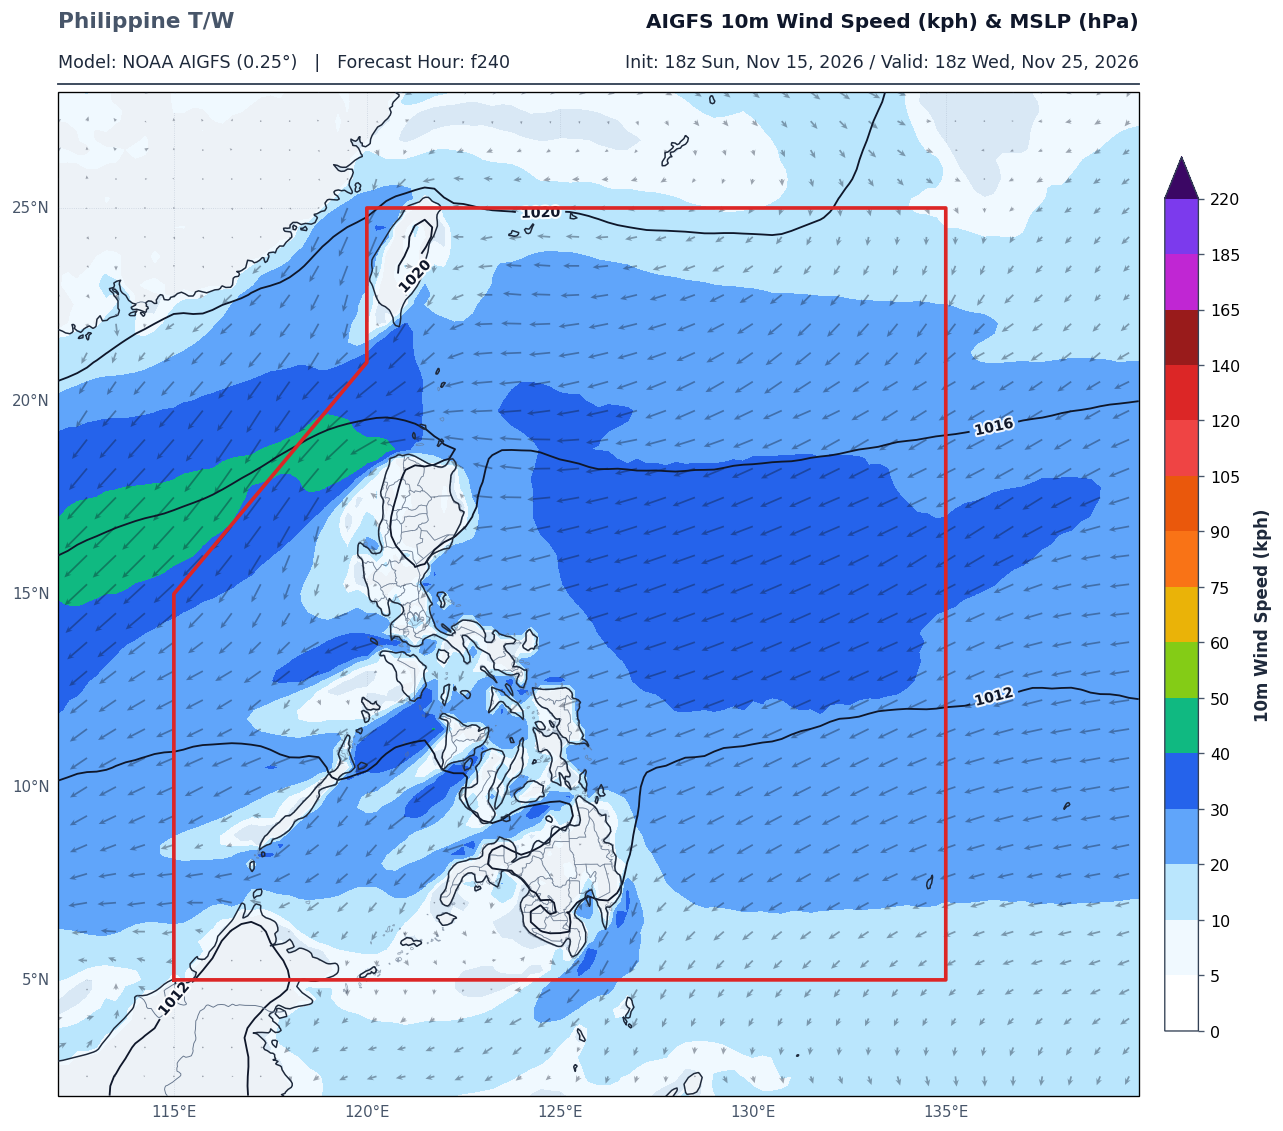 Philippine T/W
AIGFS 10m Wind Speed (kph) & MSLP (hPa)
Model: NOAA AIGFS (0.25°)   |   Forecast Hour: f240
Init: 18z Sun, Nov 15, 2026 / Valid: 18z Wed, Nov 25, 2026
25°N
20°N
15°N
10°N
5°N
115°E
120°E
125°E
130°E
135°E
1020
1020
1016
1012
1012
220
185
165
140
120
105
90
75
60
50
40
30
20
10
5
0
10m Wind Speed (kph)